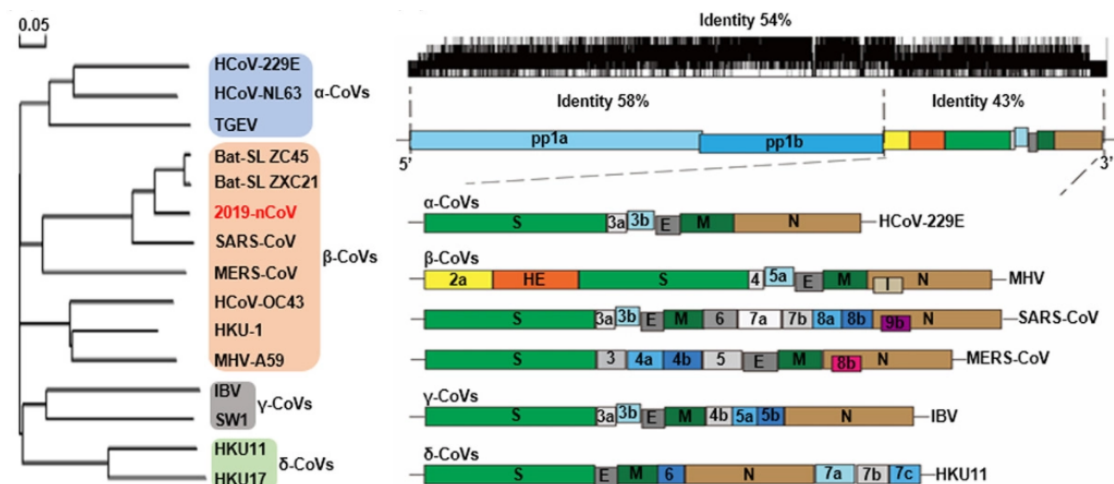 0.05
HCoV-229E
HCoV-NL63
TGEV
α-CoVs
Bat-SL ZC45
Bat-SL ZXC21
2019-nCoV
SARS-CoV
MERS-CoV
HCoV-OC43
HKU-1
MHV-A59
β-CoVs
IBV
SW1
γ-CoVs
HKU11
HKU17
δ-CoVs
Identity 54%
Identity 58% Identity 43%
pp1a pp1b
5' 3'
α-CoVs
S 3a 3b E M N HCoV-229E
β-CoVs
2a HE S 4 5a E M I N MHV
S 3a 3b E M 6 7a 7b 8a 8b 9b N SARS-CoV
S 3 4a 4b 5 E M 8b N MERS-CoV
γ-CoVs
S 3a 3b E M 4b 5a 5b N IBV
δ-CoVs
S E M 6 N 7a 7b 7c HKU11